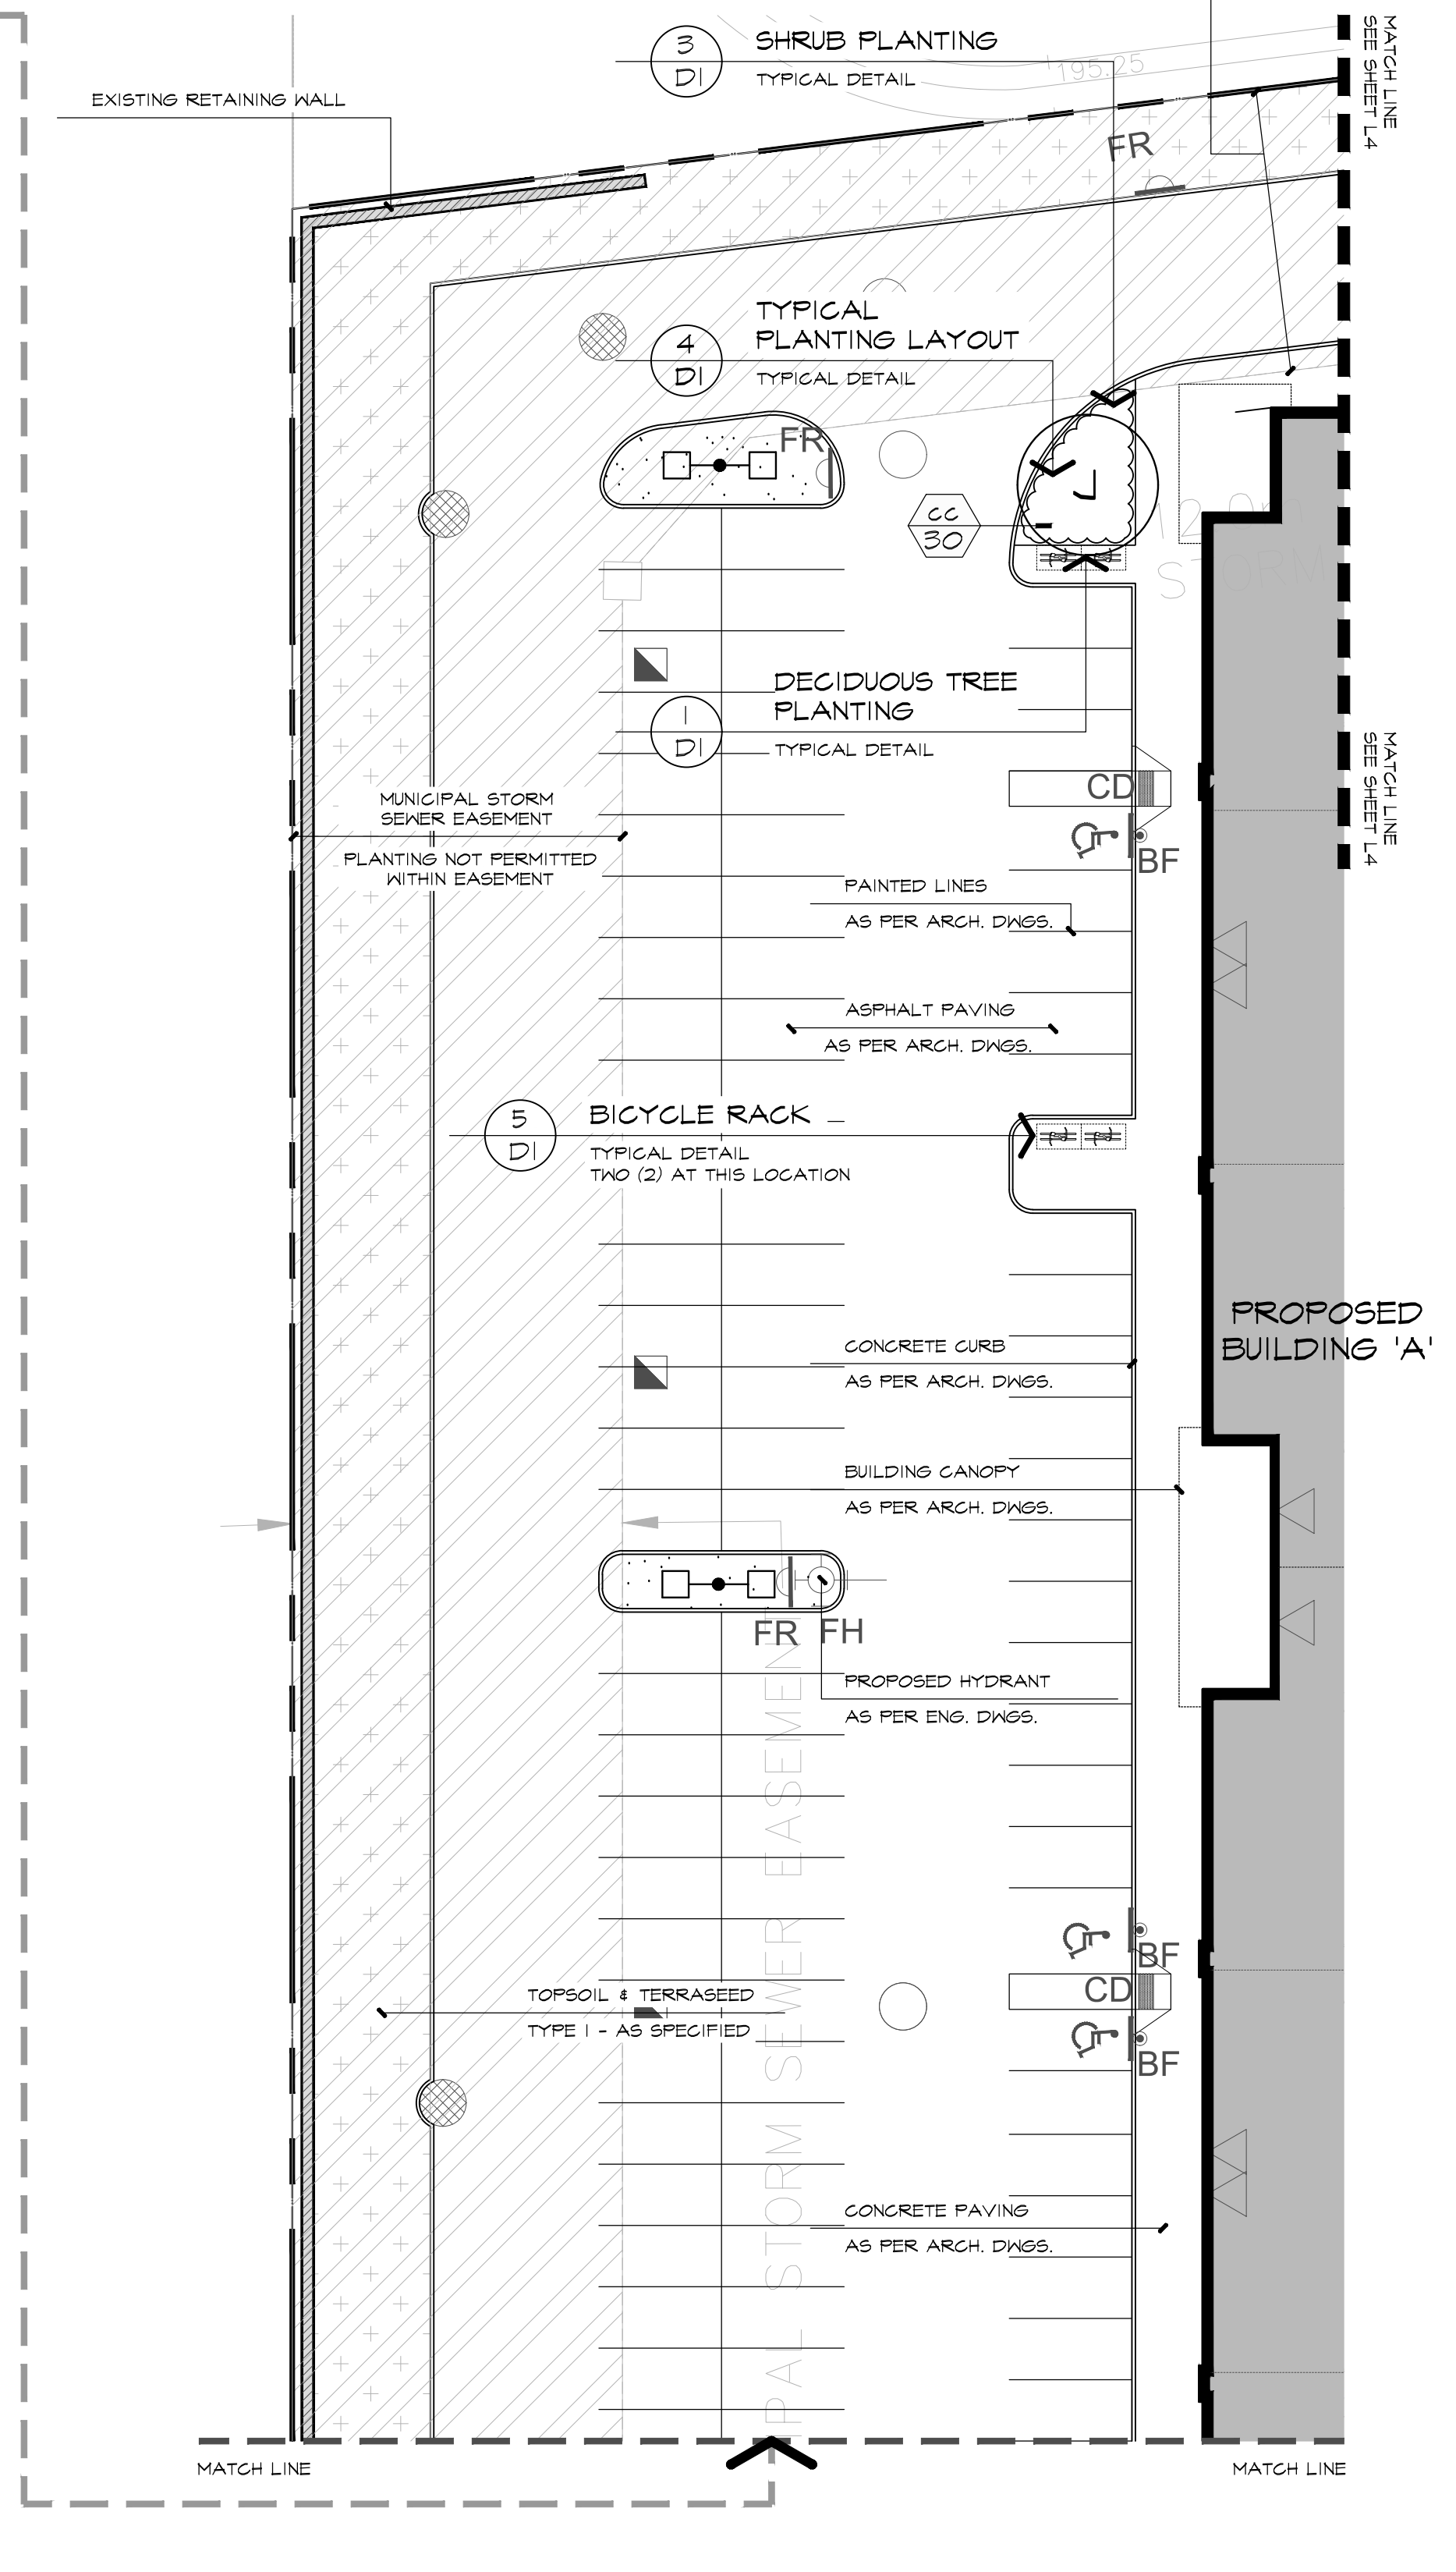 3
D1
SHRUB PLANTING
TYPICAL DETAIL
195.25
MATCH LINE
SEE SHEET L4
EXISTING RETAINING WALL
FR
4
D1
TYPICAL
PLANTING LAYOUT
TYPICAL DETAIL
FR
CC
30
STORM
1
D1
DECIDUOUS TREE
PLANTING
TYPICAL DETAIL
MATCH LINE
SEE SHEET L4
CD
BF
MUNICIPAL STORM
SEWER EASEMENT
PLANTING NOT PERMITTED
WITHIN EASEMENT
PAINTED LINES
AS PER ARCH. DWGS.
ASPHALT PAVING
AS PER ARCH. DWGS.
5
D1
BICYCLE RACK
TYPICAL DETAIL
TWO (2) AT THIS LOCATION
PROPOSED
BUILDING 'A'
CONCRETE CURB
AS PER ARCH. DWGS.
BUILDING CANOPY
AS PER ARCH. DWGS.
FR FH
PROPOSED HYDRANT
AS PER ENG. DWGS.
BF
CD
BF
TOPSOIL & TERRASEED
TYPE 1 - AS SPECIFIED
PAL STORM SEWER EASEMENT
CONCRETE PAVING
AS PER ARCH. DWGS.
MATCH LINE
MATCH LINE